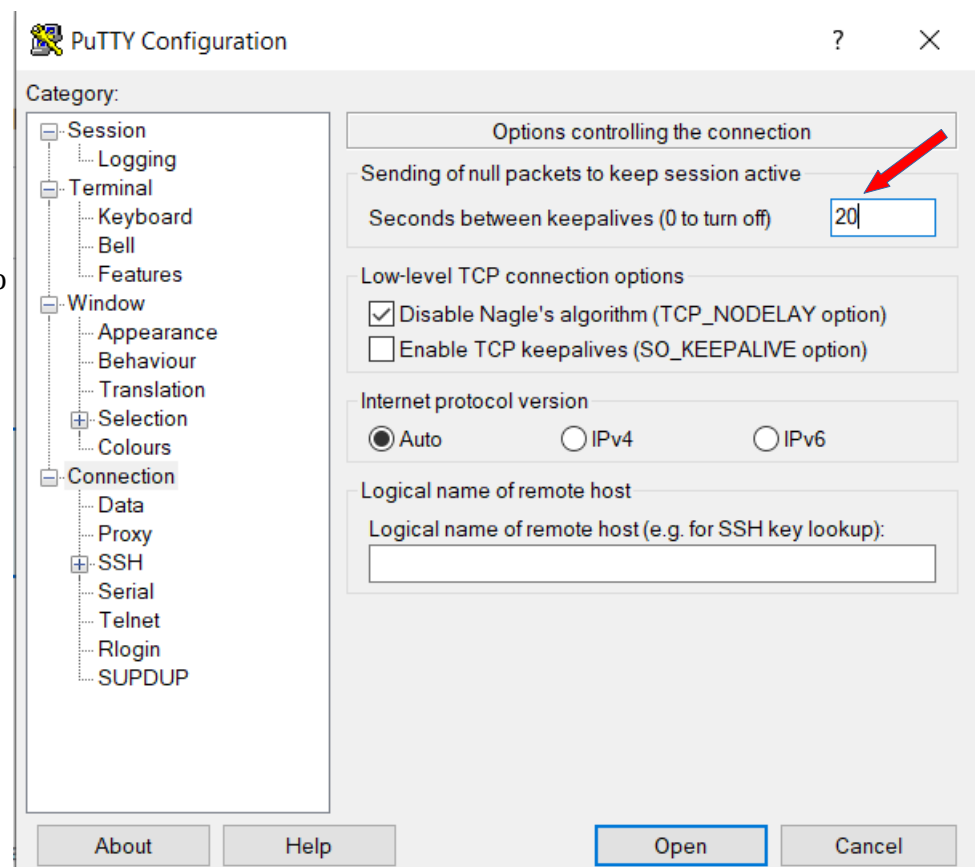 PuTTY Configuration ? ×
Category:
Session
Logging
Terminal
Keyboard
Bell
Features
Window
Appearance
Behaviour
Translation
Selection
Colours
Connection
Data
Proxy
SSH
Serial
Telnet
Rlogin
SUPDUP
Options controlling the connection
Sending of null packets to keep session active
Seconds between keepalives (0 to turn off) 20
Low-level TCP connection options
Disable Nagle's algorithm (TCP_NODELAY option)
Enable TCP keepalives (SO_KEEPALIVE option)
Internet protocol version
Auto IPv4 IPv6
Logical name of remote host
Logical name of remote host (e.g. for SSH key lookup):
About Help Open Cancel